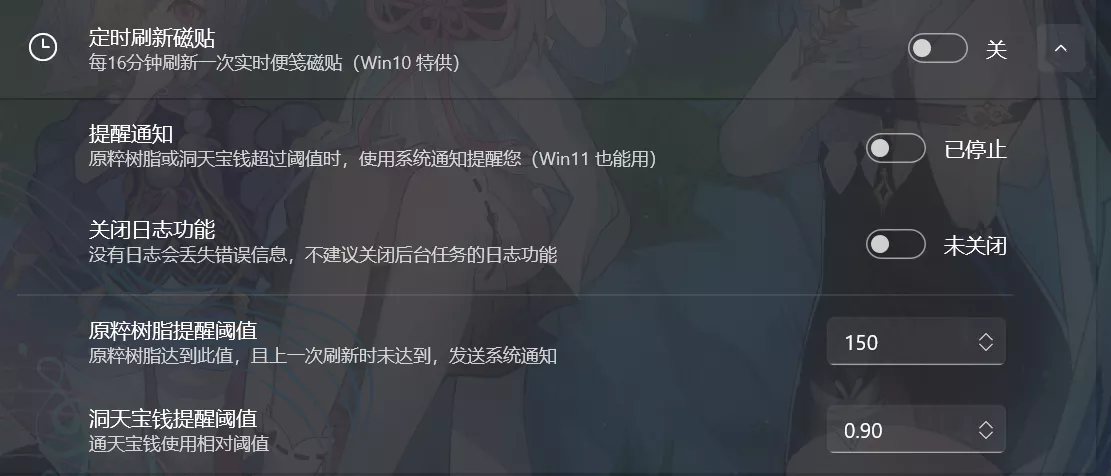 定时刷新磁贴
每16分钟刷新一次实时便笺磁贴（Win10 特供）
关
提醒通知
原粹树脂或洞天宝钱超过阈值时，使用系统通知提醒您（Win11 也能用）
已停止
关闭日志功能
没有日志会丢失错误信息，不建议关闭后台任务的日志功能
未关闭
原粹树脂提醒阈值
原粹树脂达到此值，且上一次刷新时未达到，发送系统通知
150
洞天宝钱提醒阈值
通天宝钱使用相对阈值
0.90